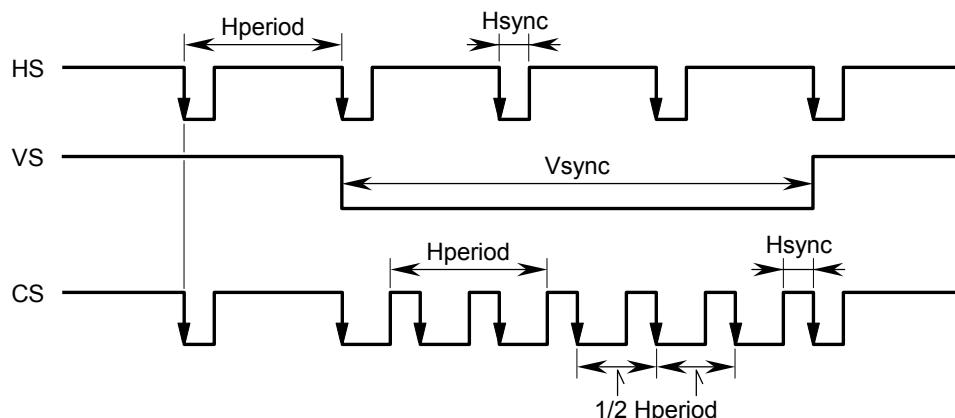 Hperiod
Hsync
HS
VS
Vsync
Hperiod
Hsync
CS
1/2 Hperiod